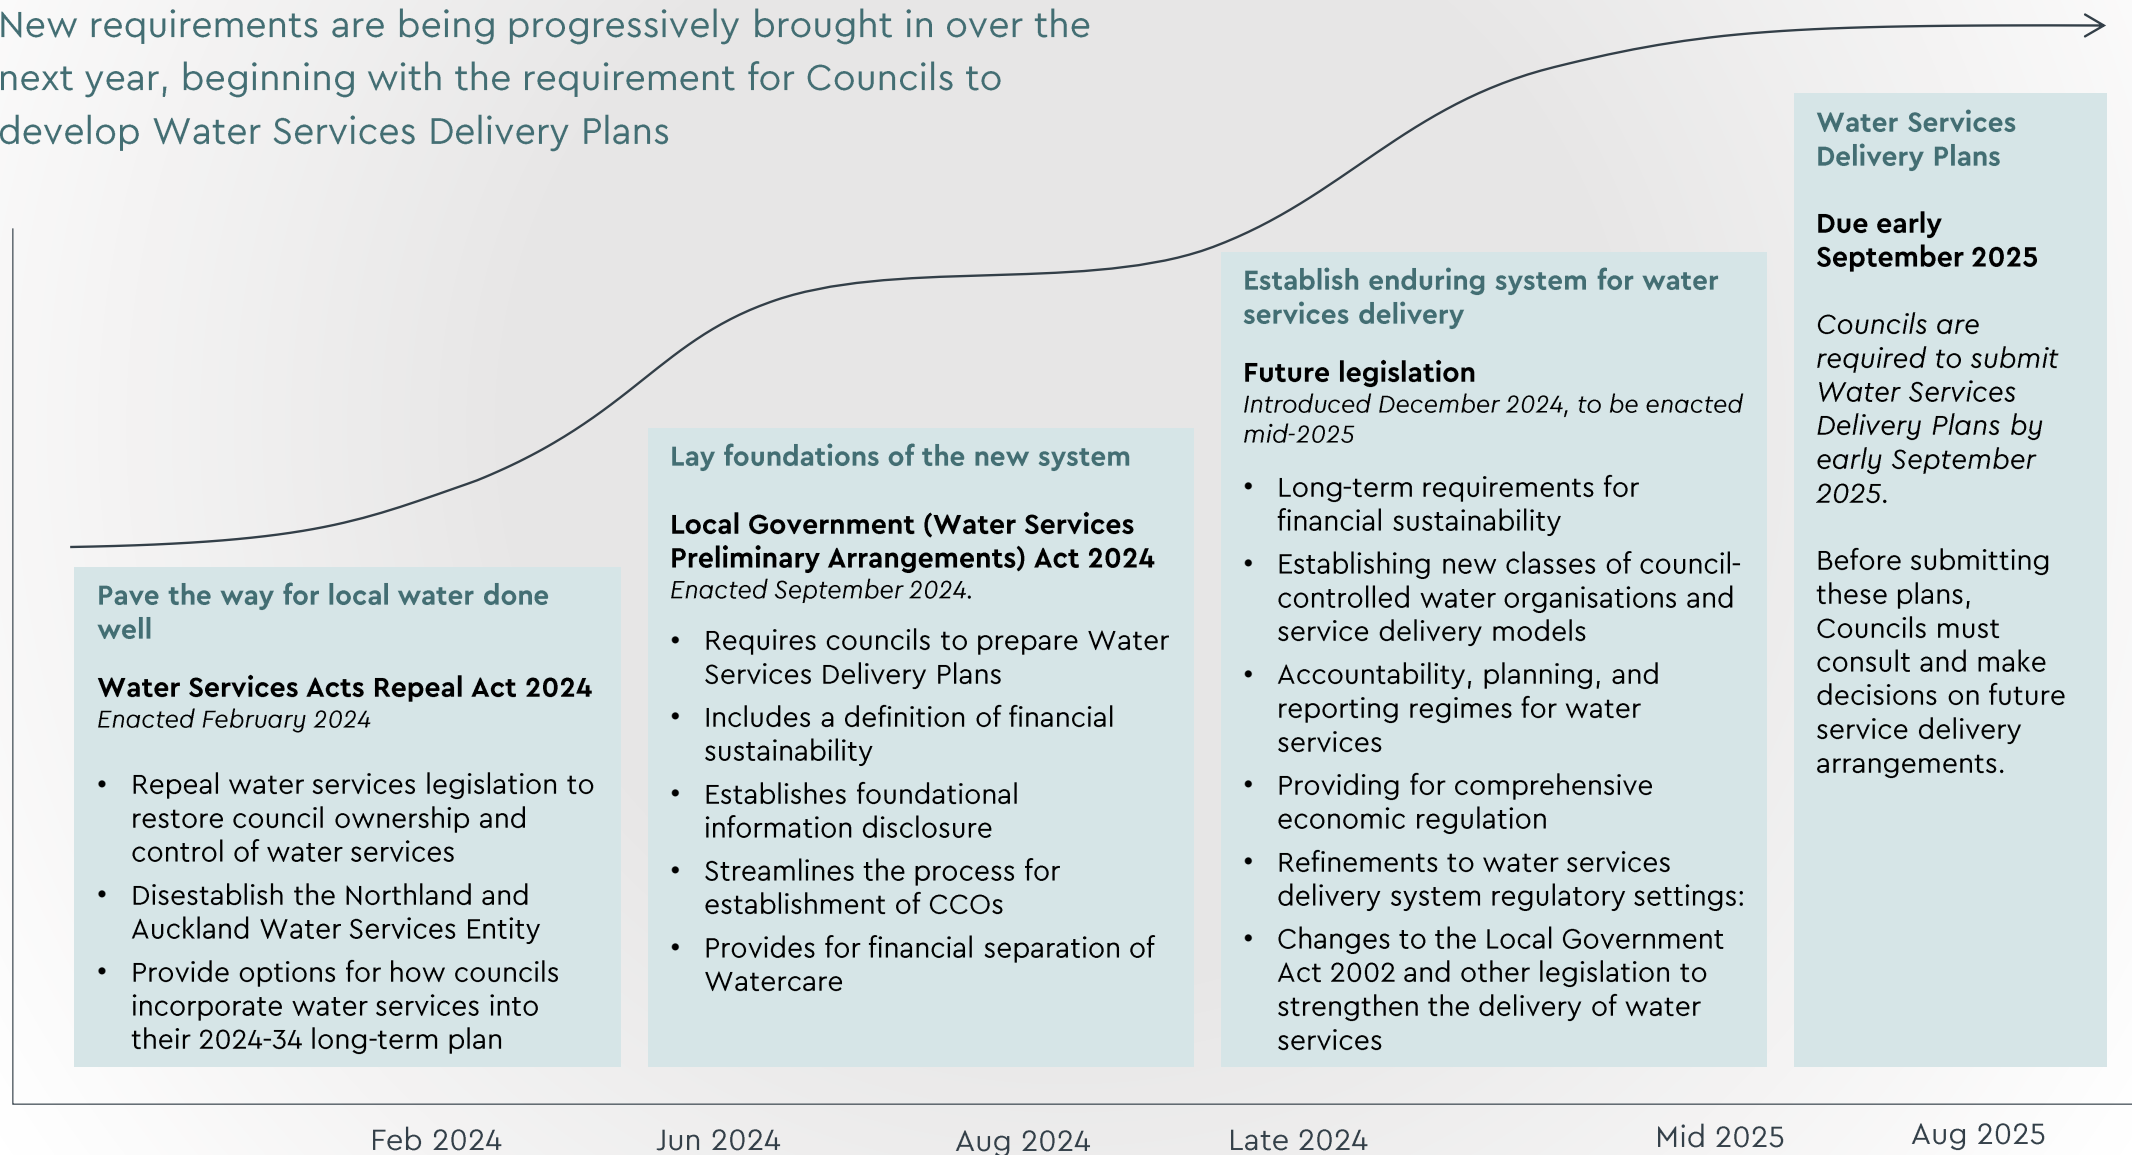 New requirements are being progressively brought in over the
next year, beginning with the requirement for Councils to
develop Water Services Delivery Plans
Pave the way for local water done
well
Water Services Acts Repeal Act 2024
Enacted February 2024
• Repeal water services legislation to
restore council ownership and
control of water services
• Disestablish the Northland and
Auckland Water Services Entity
• Provide options for how councils
incorporate water services into
their 2024-34 long-term plan
Lay foundations of the new system
Local Government (Water Services
Preliminary Arrangements) Act 2024
Enacted September 2024.
• Requires councils to prepare Water
Services Delivery Plans
• Includes a definition of financial
sustainability
• Establishes foundational
information disclosure
• Streamlines the process for
establishment of CCOs
• Provides for financial separation of
Watercare
Establish enduring system for water
services delivery
Future legislation
Introduced December 2024, to be enacted
mid-2025
• Long-term requirements for
financial sustainability
• Establishing new classes of council-
controlled water organisations and
service delivery models
• Accountability, planning, and
reporting regimes for water
services
• Providing for comprehensive
economic regulation
• Refinements to water services
delivery system regulatory settings:
• Changes to the Local Government
Act 2002 and other legislation to
strengthen the delivery of water
services
Water Services
Delivery Plans
Due early
September 2025
Councils are
required to submit
Water Services
Delivery Plans by
early September
2025.
Before submitting
these plans,
Councils must
consult and make
decisions on future
service delivery
arrangements.
Feb 2024
Jun 2024
Aug 2024
Late 2024
Mid 2025
Aug 2025